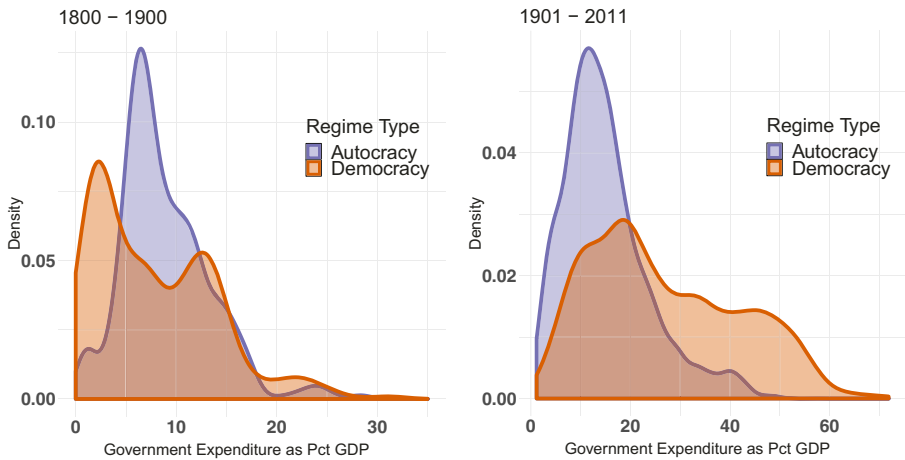 1800 − 1900
0.10
0.05
0.00
Density
Regime Type
Autocracy
Democracy
0
10
20
30
Government Expenditure as Pct GDP
1901 − 2011
0.04
0.02
0.00
Density
Regime Type
Autocracy
Democracy
0
20
40
60
Government Expenditure as Pct GDP